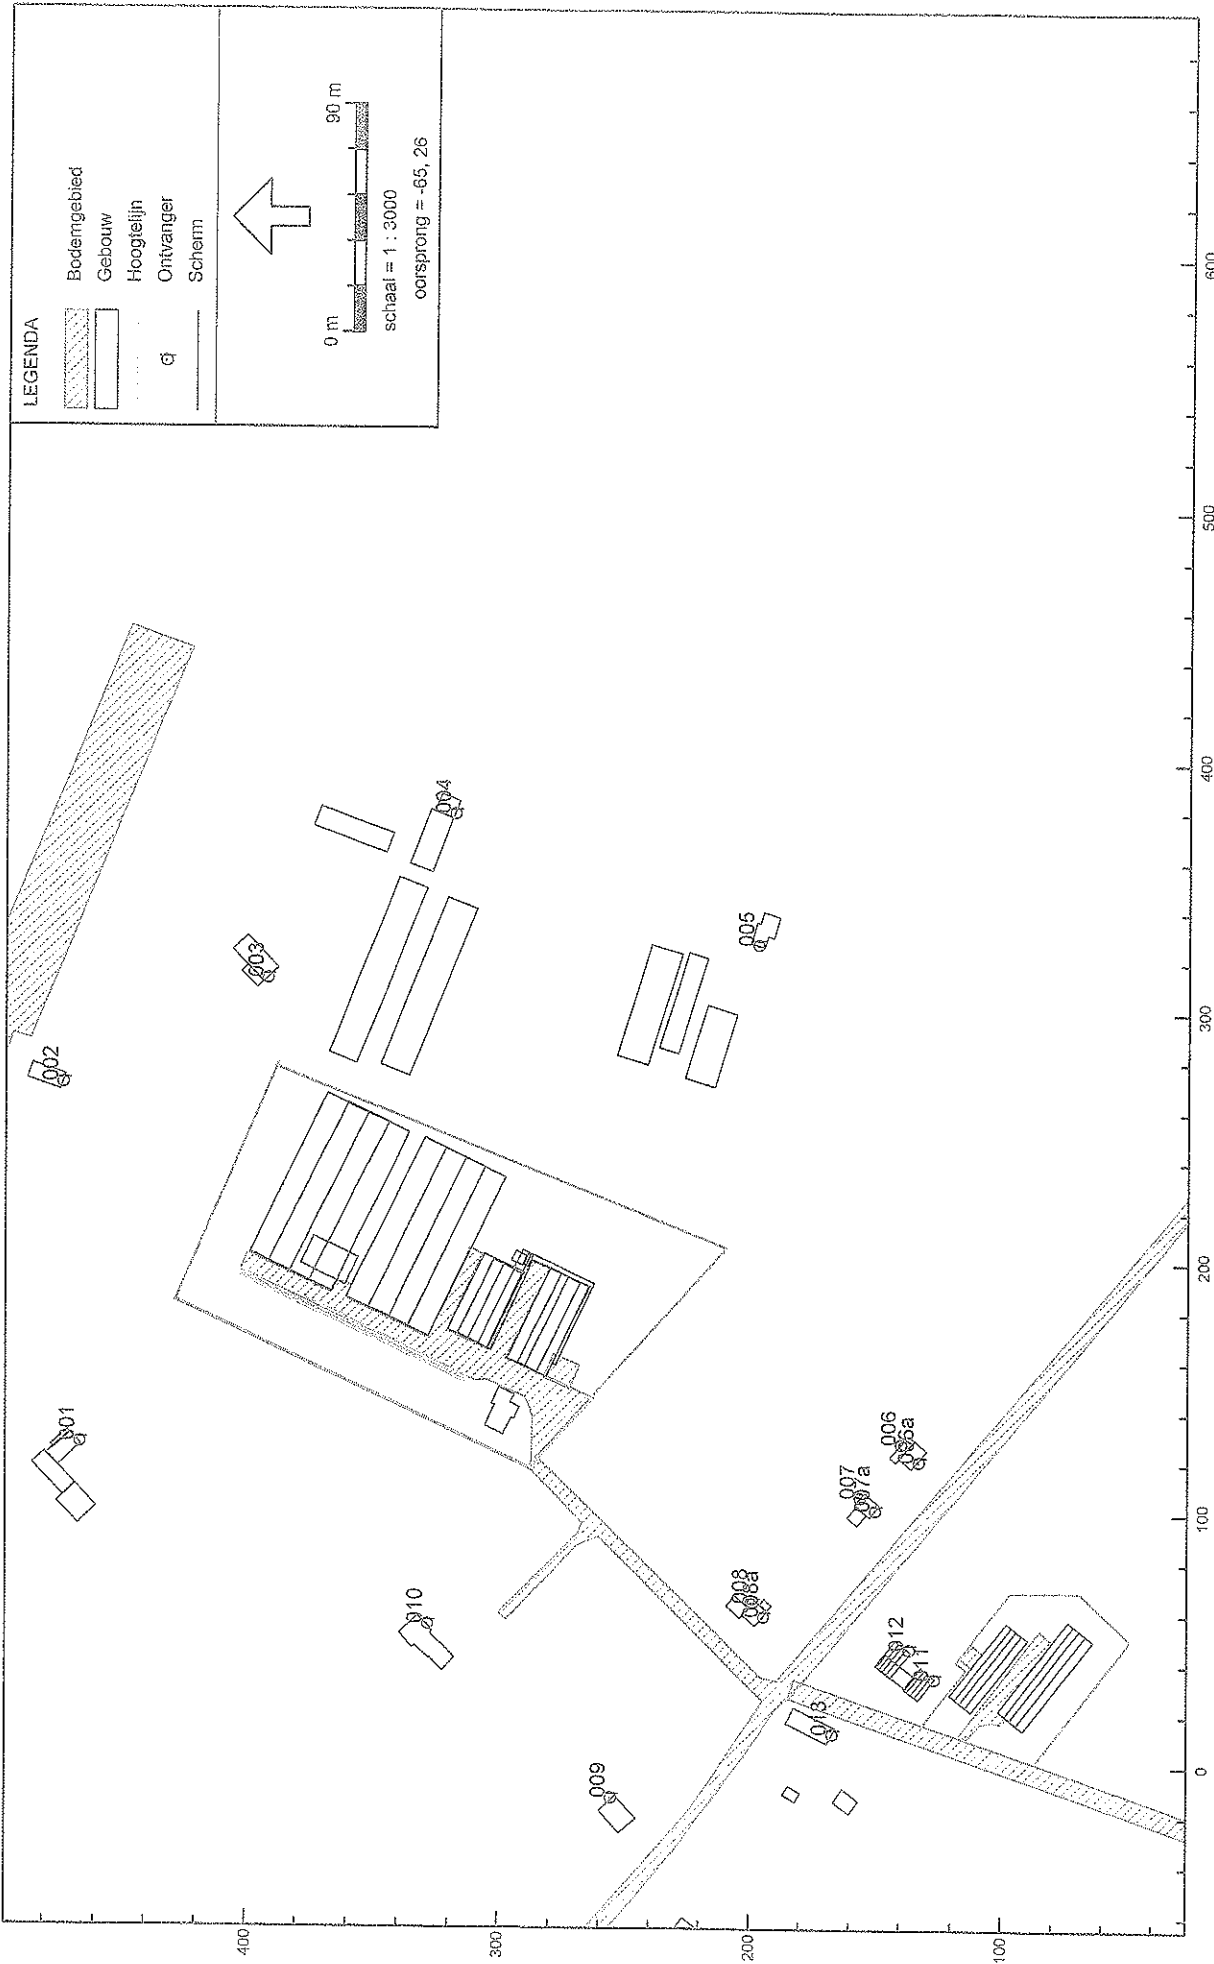 LEGENDA
Bodemgebied
Gebouw
Hoogtelijn
Ontvanger
Scherm
0 m
90 m
schaal = 1 : 3000
oorsprong = -65, 26
001
002
003
004
005
006
006a
007
007a
008
008a
009
010
011
012
013
400
300
200
100
0
100
200
300
400
500
600